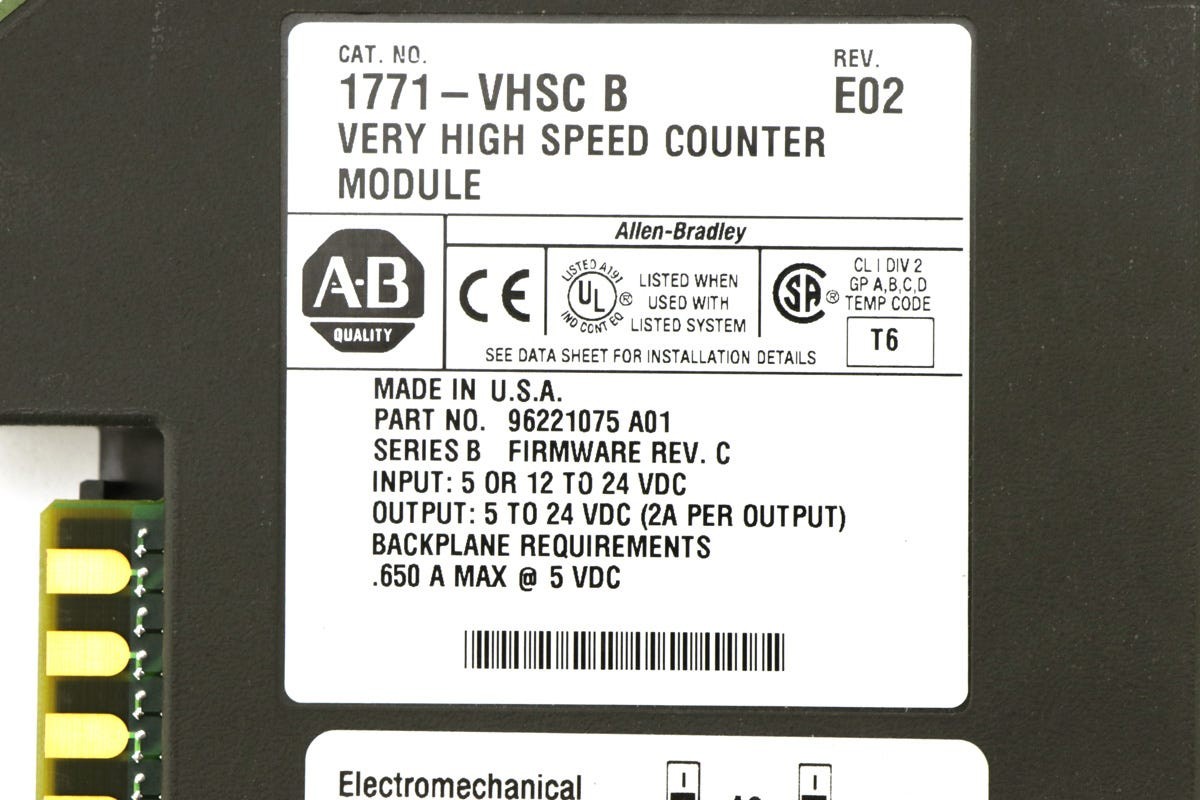 CAT. NO.
REV.
1771-VHSC B
E02
VERY HIGH SPEED COUNTER
MODULE
Allen-Bradley
A-B
QUALITY
CE
LISTED A191
UL
®
IND CONT EQ
LISTED WHEN
USED WITH
LISTED SYSTEM
SA
®
CL I DIV 2
GP A,B,C,D
TEMP CODE
T6
SEE DATA SHEET FOR INSTALLATION DETAILS
MADE IN U.S.A.
PART NO. 96221075 A01
SERIES B FIRMWARE REV. C
INPUT: 5 OR 12 TO 24 VDC
OUTPUT: 5 TO 24 VDC (2A PER OUTPUT)
BACKPLANE REQUIREMENTS
.650 A MAX @ 5 VDC
Electromechanical